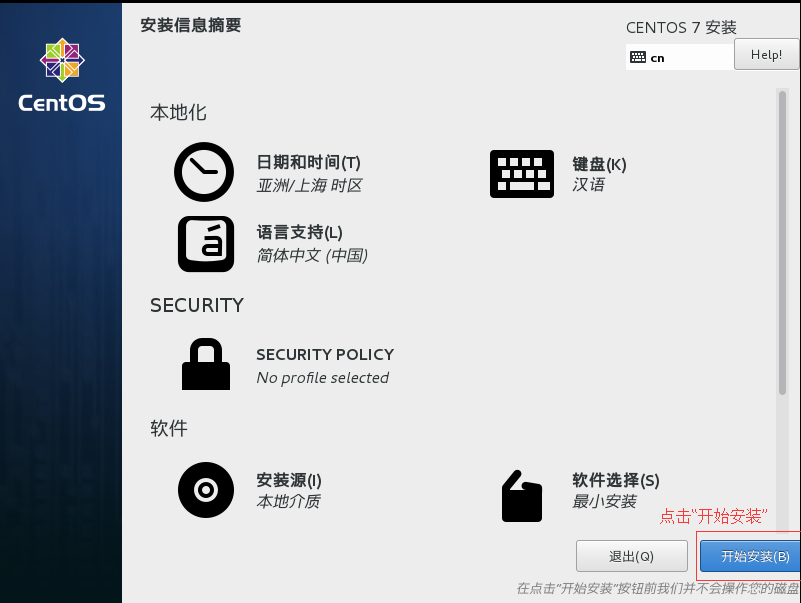 安装信息摘要
CENTOS 7 安装
cn
Help!
CentOS
本地化
日期和时间(T)
亚洲/上海 时区
键盘(K)
汉语
á
语言支持(L)
简体中文 (中国)
SECURITY
SECURITY POLICY
No profile selected
软件
安装源(I)
本地介质
软件选择(S)
最小安装
点击“开始安装”
退出(Q)
开始安装(B)
在点击"开始安装"按钮前我们并不会操作您的磁盘